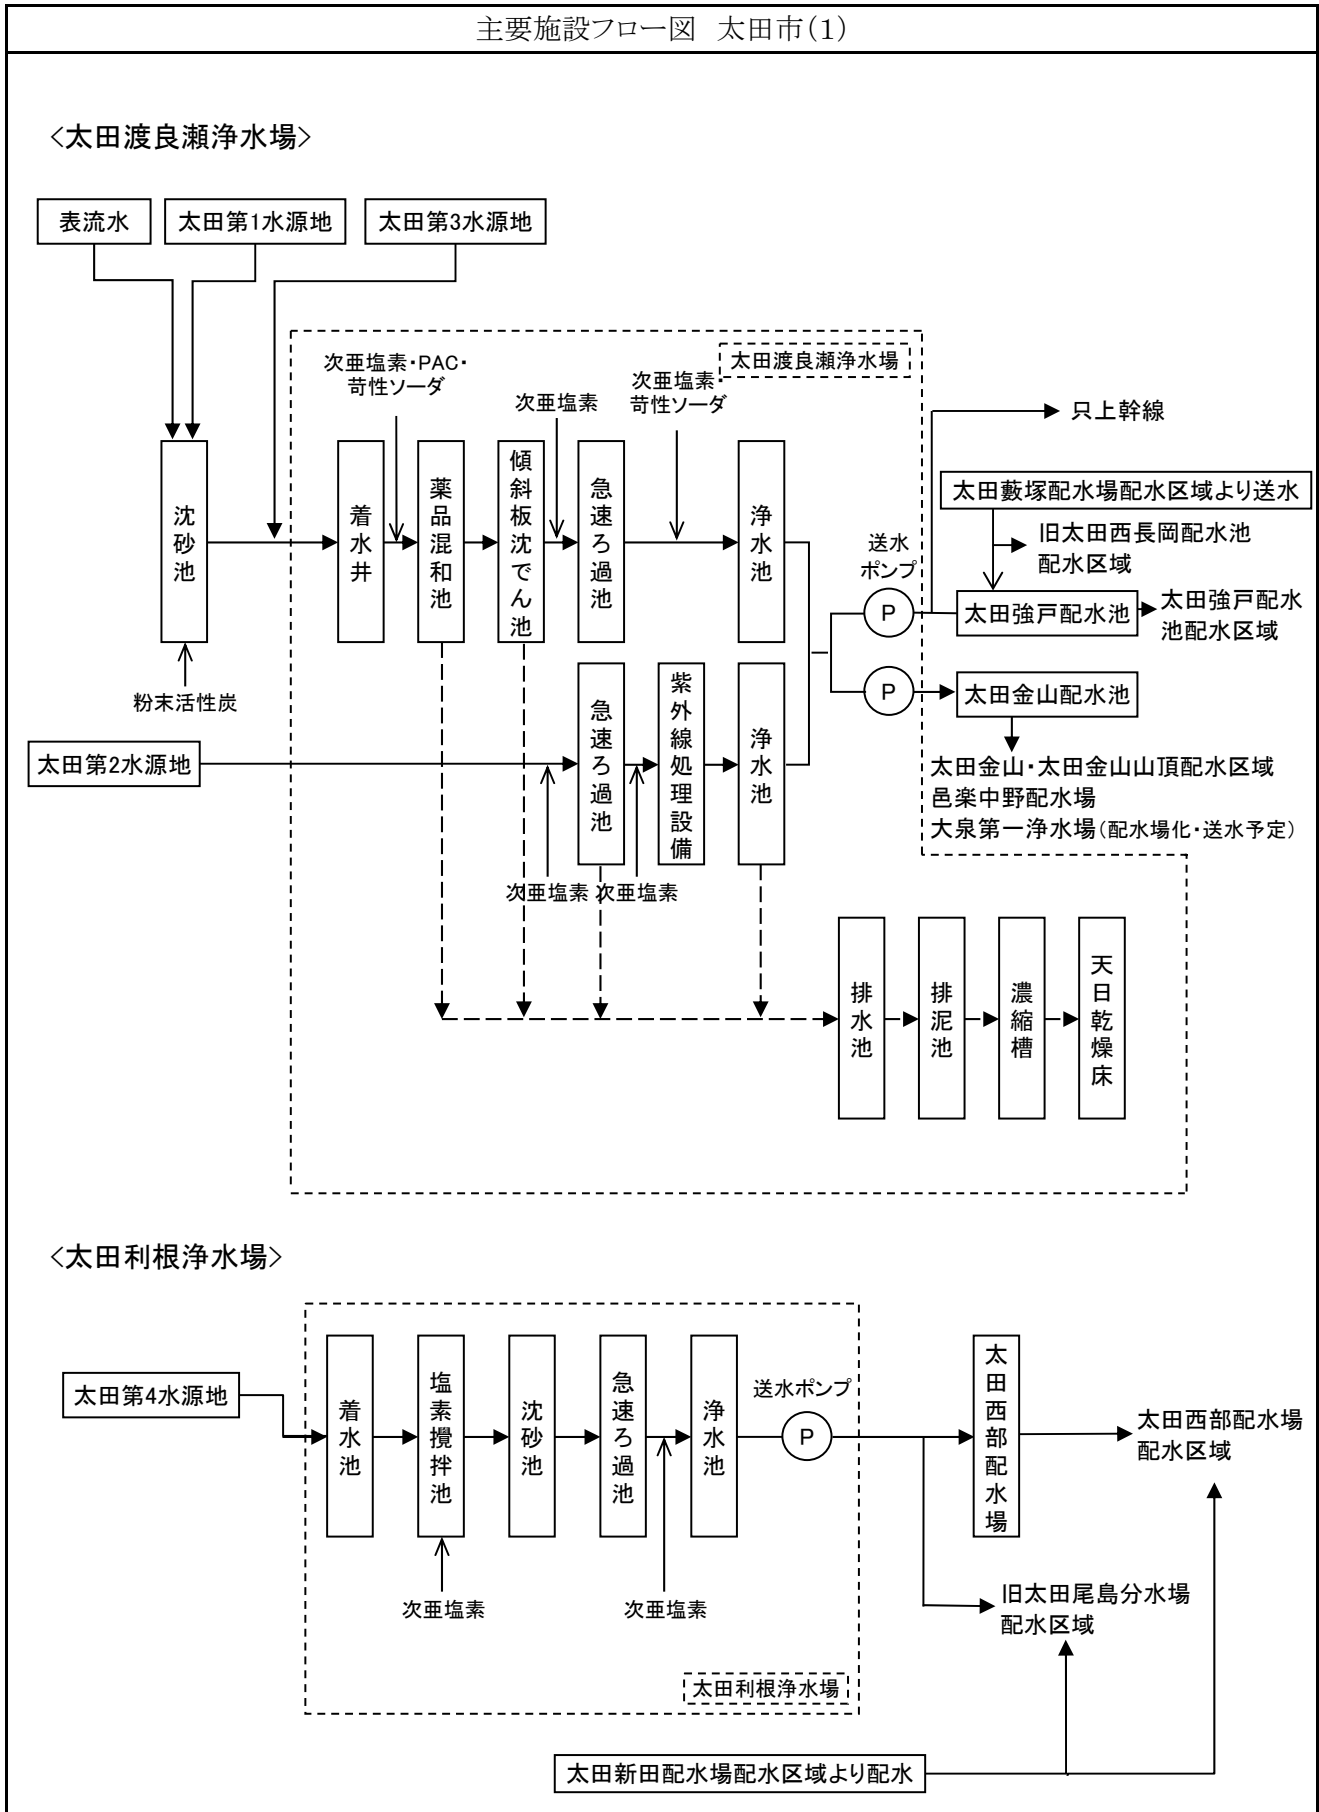 主要施設フロー図　太田市(1)
<太田渡良瀬浄水場>
表流水
太田第1水源地
太田第3水源地
太田渡良瀬浄水場
次亜塩素・PAC・
苛性ソーダ
次亜塩素
次亜塩素・
苛性ソーダ
只上幹線
沈砂池
着水井
薬品混和池
傾斜板沈でん池
急速ろ過池
浄水池
太田藪塚配水場配水区域より送水
旧太田西長岡配水池
配水区域
送水
ポンプ
P
太田強戸配水池
太田強戸配水
池配水区域
粉末活性炭
P
太田金山配水池
太田第2水源地
急速ろ過池
紫外線処理設備
浄水池
太田金山・太田金山山頂配水区域
邑楽中野配水場
大泉第一浄水場(配水場化・送水予定)
次亜塩素
次亜塩素
排水池
排泥池
濃縮槽
天日乾燥床
<太田利根浄水場>
太田第4水源地
着水池
塩素攪拌池
沈砂池
急速ろ過池
浄水池
送水ポンプ
P
太田西部配水場
太田西部配水場
配水区域
次亜塩素
次亜塩素
旧太田尾島分水場
配水区域
太田利根浄水場
太田新田配水場配水区域より配水